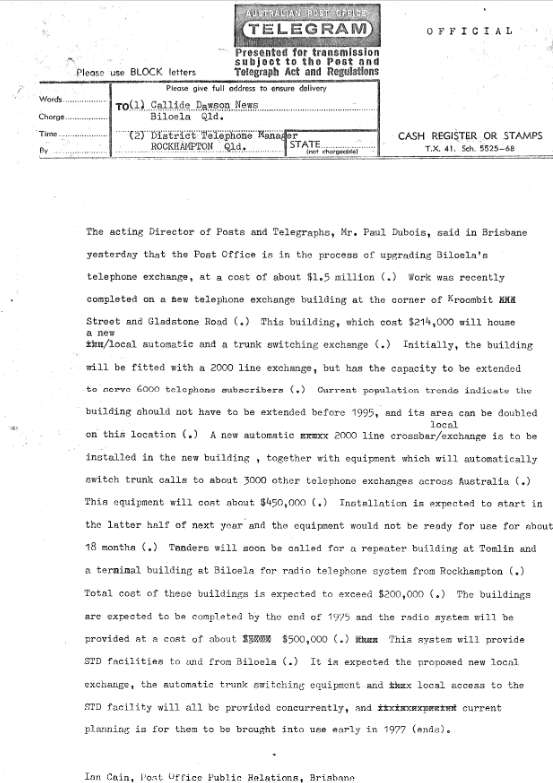 AUSTRALIAN POST OFFICE
TELEGRAM
OFFICIAL
Presented for transmission
subject to the Post and
Telegraph Act and Regulations
Please use BLOCK letters
Please give full address to ensure delivery
Words
Charge
Time
By
TO (1) Callide Dawson News
Biloela Qld.
(2) District Telephone Manager
ROCKHAMPTON Qld.
STATE
(not chargeable)
CASH REGISTER OR STAMPS
T.X. 41. Sch. 5525-68
The acting Director of Posts and Telegraphs, Mr. Paul Dubois, said in Brisbane
yesterday that the Post Office is in the process of upgrading Biloela's
telephone exchange, at a cost of about $1.5 million (.) Work was recently
completed on a new telephone exchange building at the corner of Kroombit
Street and Gladstone Road (.) This building, which cost $214,000 will house
a new
/local automatic and a trunk switching exchange (.) Initially, the building
will be fitted with a 2000 line exchange, but has the capacity to be extended
to serve 6000 telephone subscribers (.) Current population trends indicate the
building should not have to be extended before 1995, and its area can be doubled
local
on this location (.) A new automatic 2000 line crossbar/exchange is to be
installed in the new building , together with equipment which will automatically
switch trunk calls to about 3000 other telephone exchanges across Australia (.)
This equipment will cost about $450,000 (.) Installation is expected to start in
the latter half of next year and the equipment would not be ready for use for about
18 months (.) Tenders will soon be called for a repeater building at Tomlin and
a terminal building at Biloela for radio telephone system from Rockhampton (.)
Total cost of these buildings is expected to exceed $200,000 (.) The buildings
are expected to be completed by the end of 1975 and the radio system will be
provided at a cost of about $500,000 (.) This system will provide
STD facilities to and from Biloela (.) It is expected the proposed new local
exchange, the automatic trunk switching equipment and local access to the
STD facility will all be provided concurrently, and current
planning is for them to be brought into use early in 1977 (ends).
Ian Cain, Post Office Public Relations, Brisbane